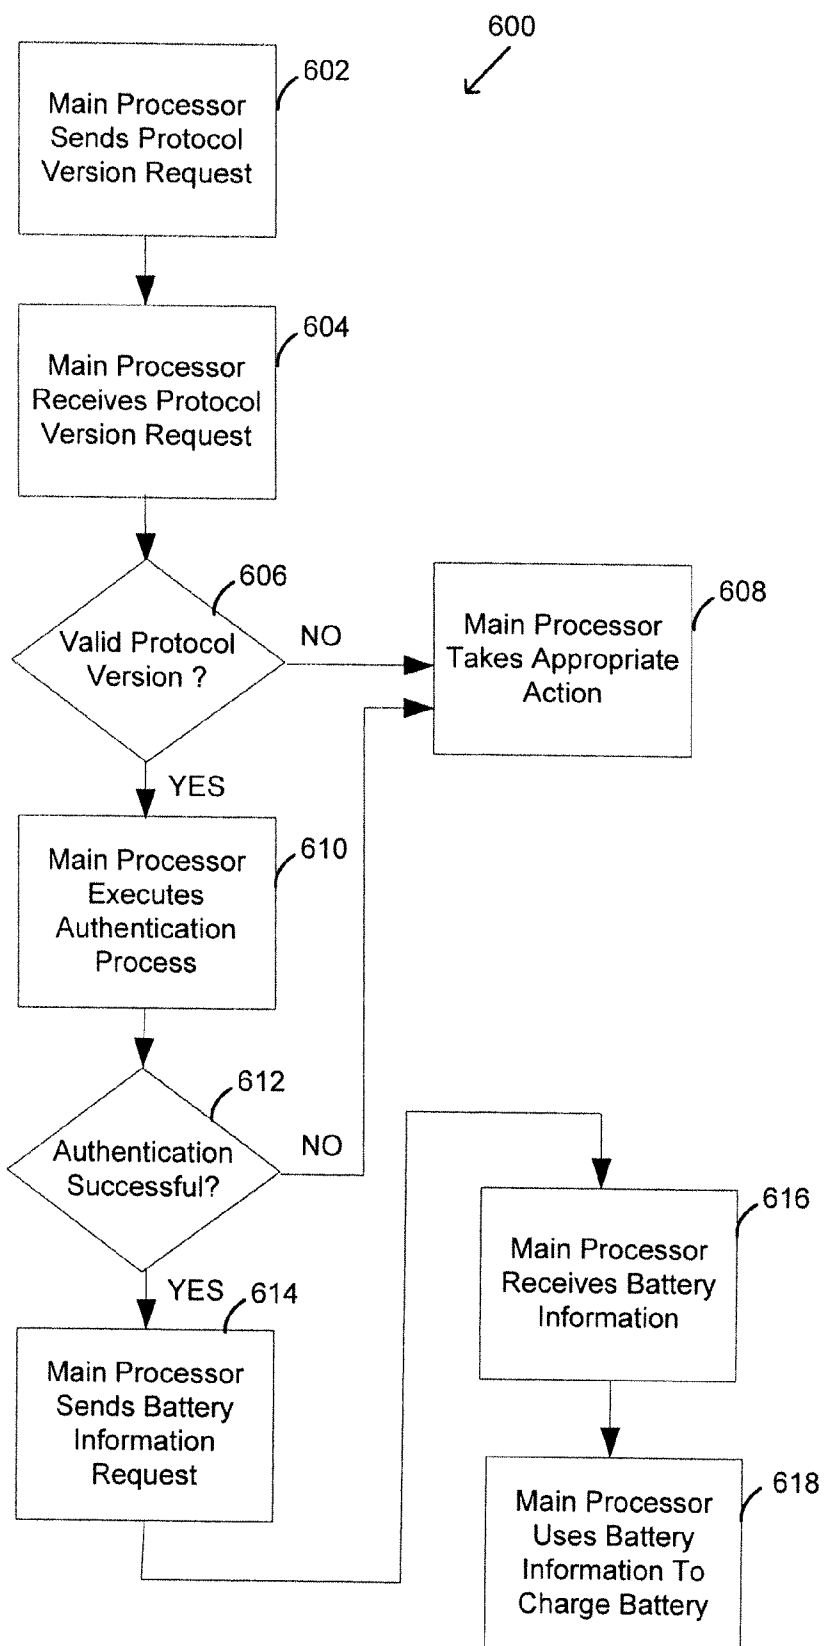 600
602
Main Processor
Sends Protocol
Version Request
604
Main Processor
Receives Protocol
Version Request
606
Valid Protocol
Version ?
NO
608
Main Processor
Takes Appropriate
Action
YES
610
Main Processor
Executes
Authentication
Process
612
Authentication
Successful?
NO
YES
614
Main Processor
Sends Battery
Information
Request
616
Main Processor
Receives Battery
Information
618
Main Processor
Uses Battery
Information To
Charge Battery